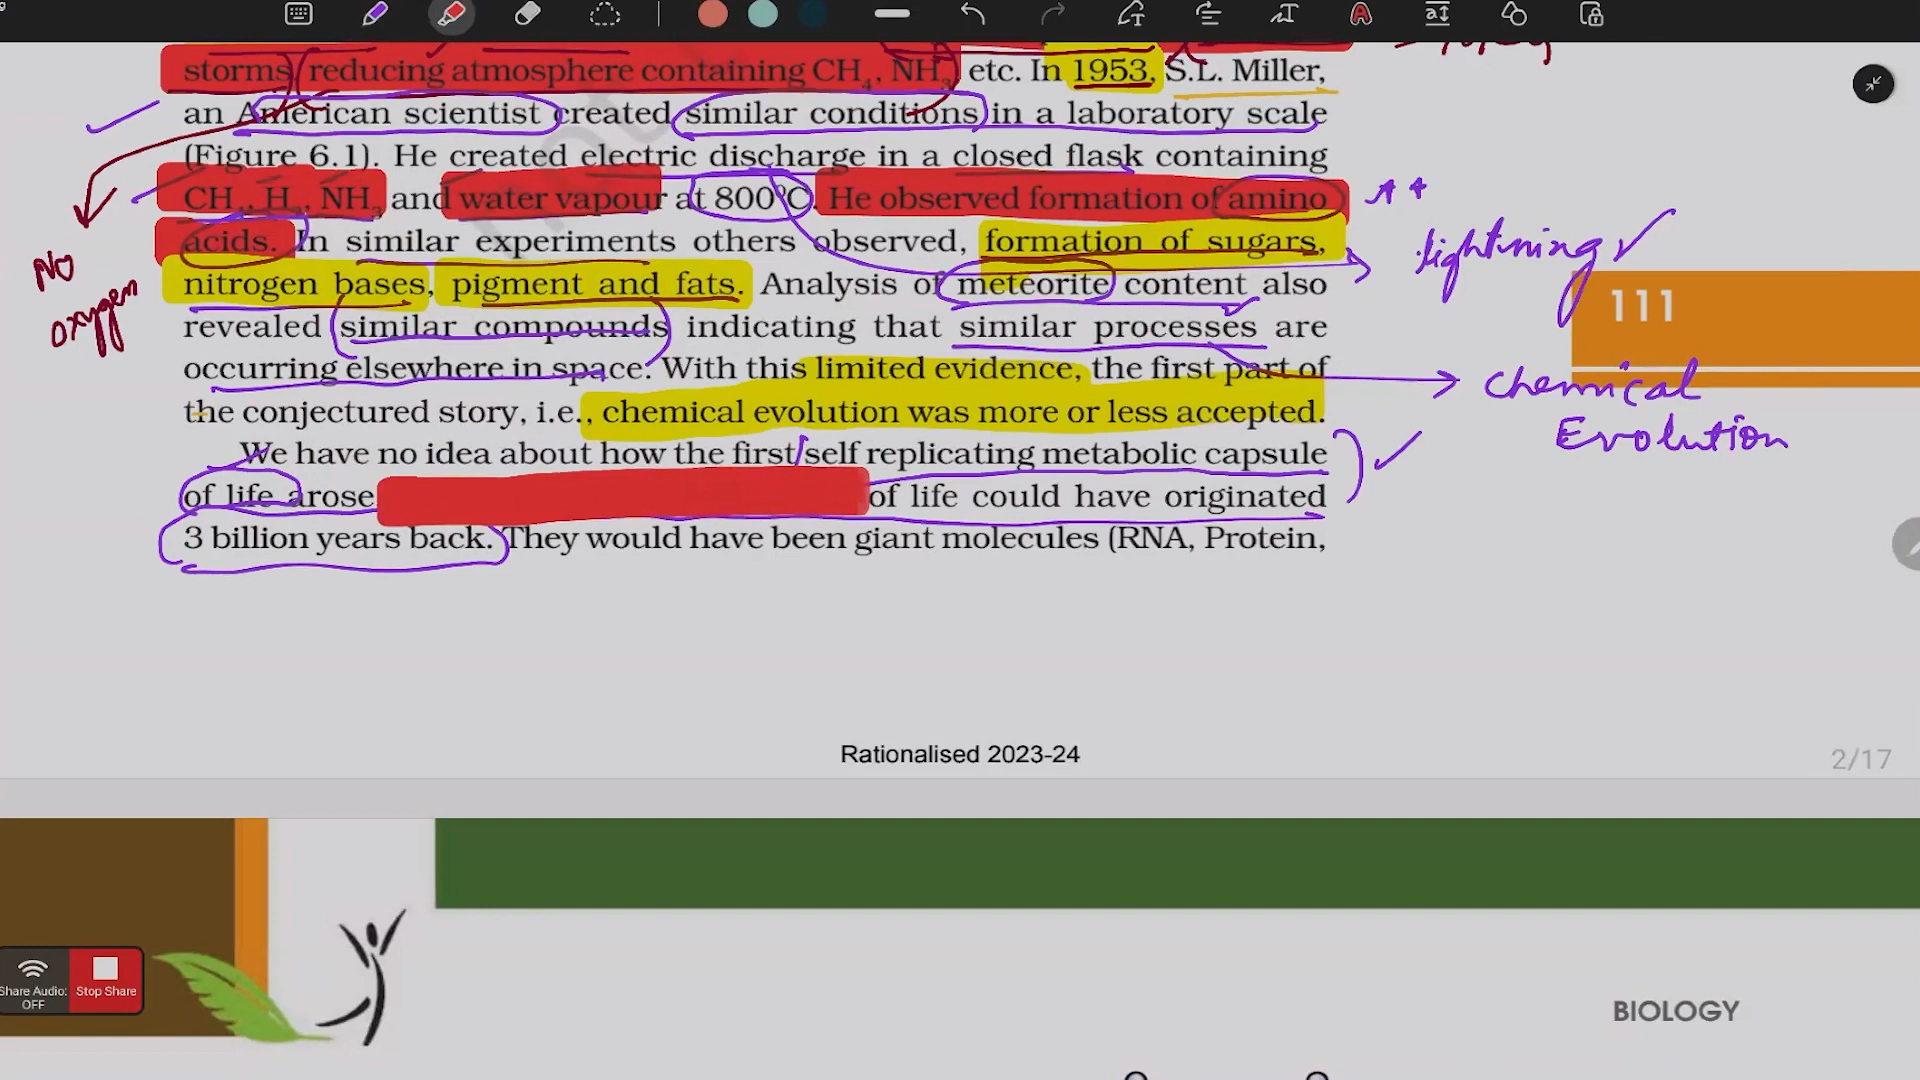 storms, reducing atmosphere containing CH4, NH3, etc. In 1953, S.L. Miller,
an American scientist created similar conditions in a laboratory scale
(Figure 6.1). He created electric discharge in a closed flask containing
CH4, H2, NH3 and water vapour at 800°C. He observed formation of amino
acids. In similar experiments others observed, formation of sugars,
nitrogen bases, pigment and fats. Analysis of meteorite content also
revealed similar compounds indicating that similar processes are
occurring elsewhere in space. With this limited evidence, the first part of
the conjectured story, i.e., chemical evolution was more or less accepted.
We have no idea about how the first self replicating metabolic capsule
of life arose
of life could have originated
3 billion years back. They would have been giant molecules (RNA, Protein,
No
oxygen
lightining
111
chemical
Evolution
Rationalised 2023-24
2/17
Share Audio:
OFF
Stop Share
BIOLOGY